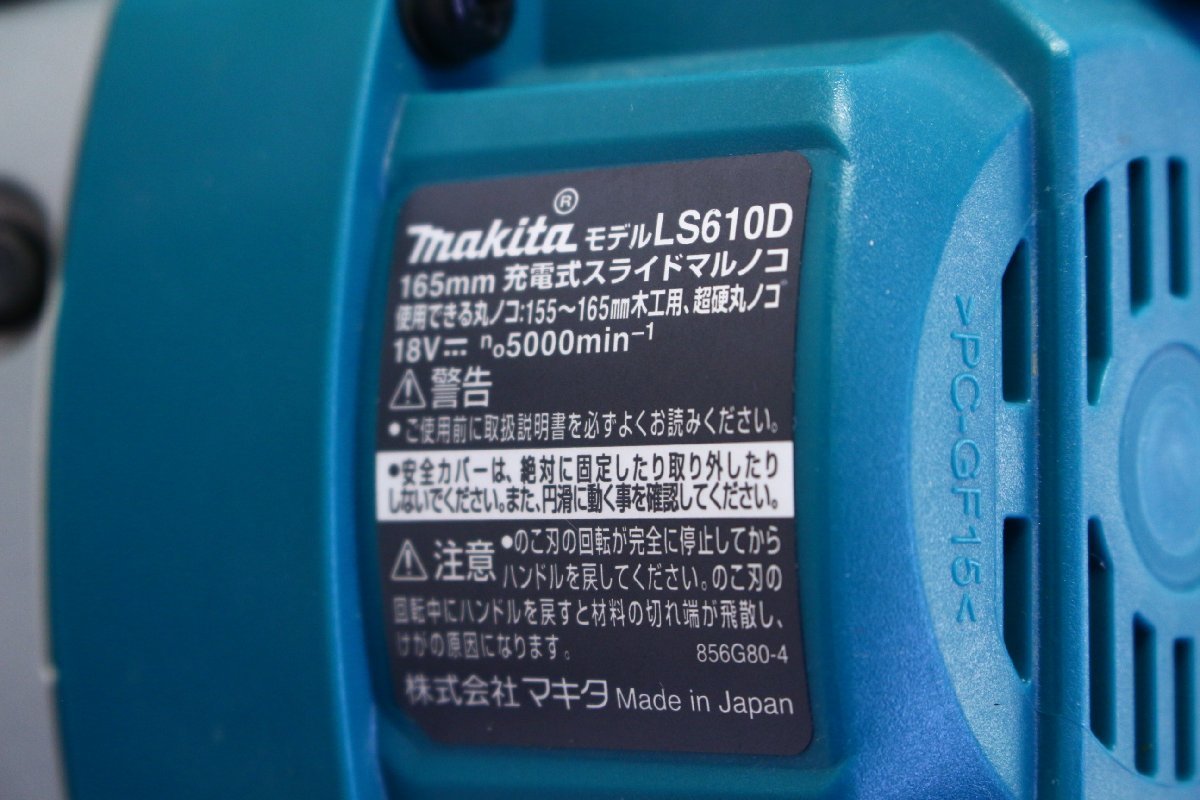 makita® モデルLS610D
165mm 充電式スライドマルノコ
使用できる丸ノコ:155～165mm木工用、超硬丸ノコ
18V⎓ n₀5000min⁻¹
⚠警告
●ご使用前に取扱説明書を必ずよくお読みください。
●安全カバーは、絶対に固定したり取り外したり
しないでください。また、円滑に動く事を確認してください。
⚠注意 ●のこ刃の回転が完全に停止してから
ハンドルを戻してください。のこ刃の
回転中にハンドルを戻すと材料の切れ端が飛散し、
けがの原因になります。
856G80-4
株式会社マキタ Made in Japan
>PC-GF15<